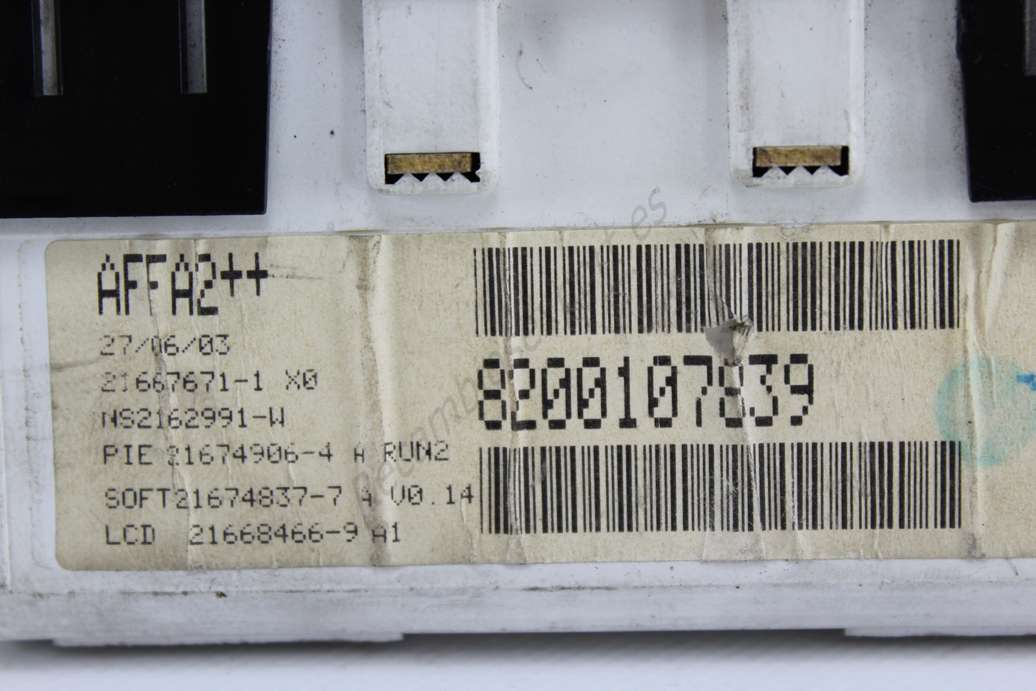 AFFA2++
27/06/03
21667671-1 X0
NS2162991-W
PIE 21674906-4 A RUN2
SOFT21674837-7 A V0.14
LCD 21668466-9 A1
8200107839